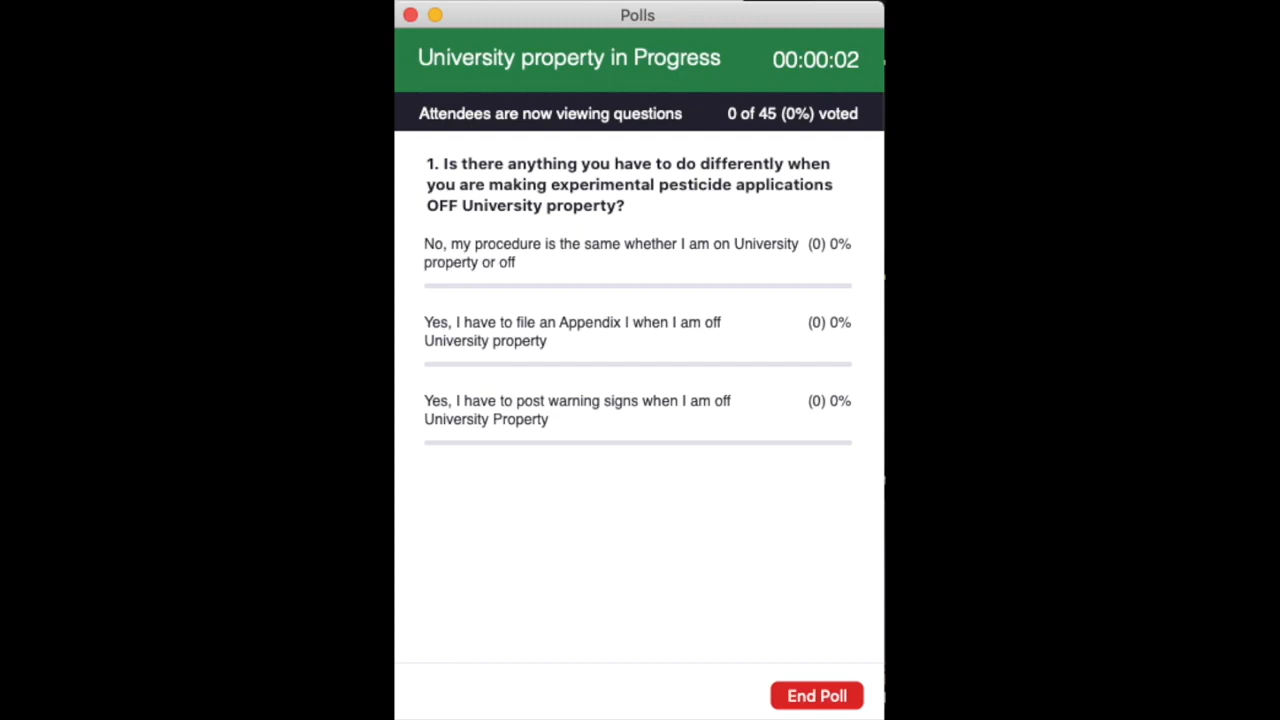 Polls
University property in Progress 00:00:02
Attendees are now viewing questions 0 of 45 (0%) voted
1. Is there anything you have to do differently when
you are making experimental pesticide applications
OFF University property?
No, my procedure is the same whether I am on University (0) 0%
property or off
Yes, I have to file an Appendix I when I am off (0) 0%
University property
Yes, I have to post warning signs when I am off (0) 0%
University Property
End Poll